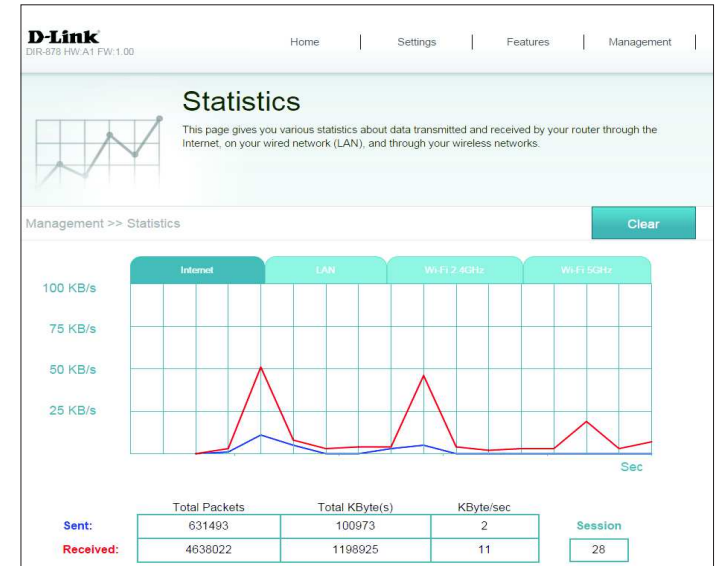 D-Link
DIR-878 HW:A1 FW:1.00
Home | Settings | Features | Management |
Statistics
This page gives you various statistics about data transmitted and received by your router through the
Internet, on your wired network (LAN), and through your wireless networks.
Management >> Statistics
Clear
Internet LAN Wi-Fi 2.4GHz Wi-Fi 5GHz
100 KB/s
75 KB/s
50 KB/s
25 KB/s
Sec
Total Packets Total KByte(s) KByte/sec
Sent: 631493 100973 2 Session
Received: 4638022 1198925 11 28